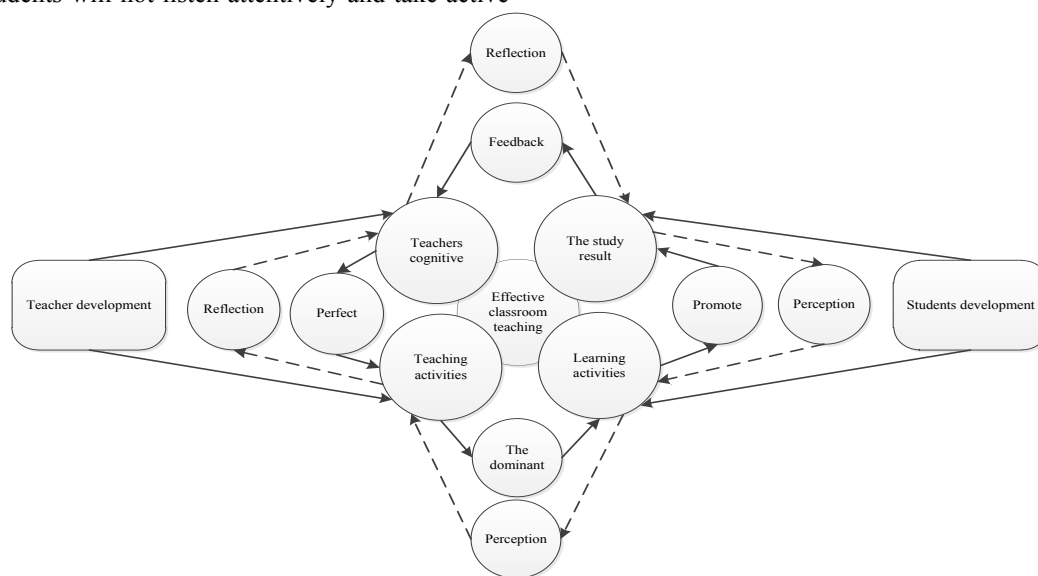 students will not listen attentively and take active
Reflection
Feedback
Teachers
cognitive
The study
result
Teacher development
Reflection
Perfect
Effective
classroom
teaching
Promote
Perception
Students development
Teaching
activities
Learning
activities
The
dominant
Perception